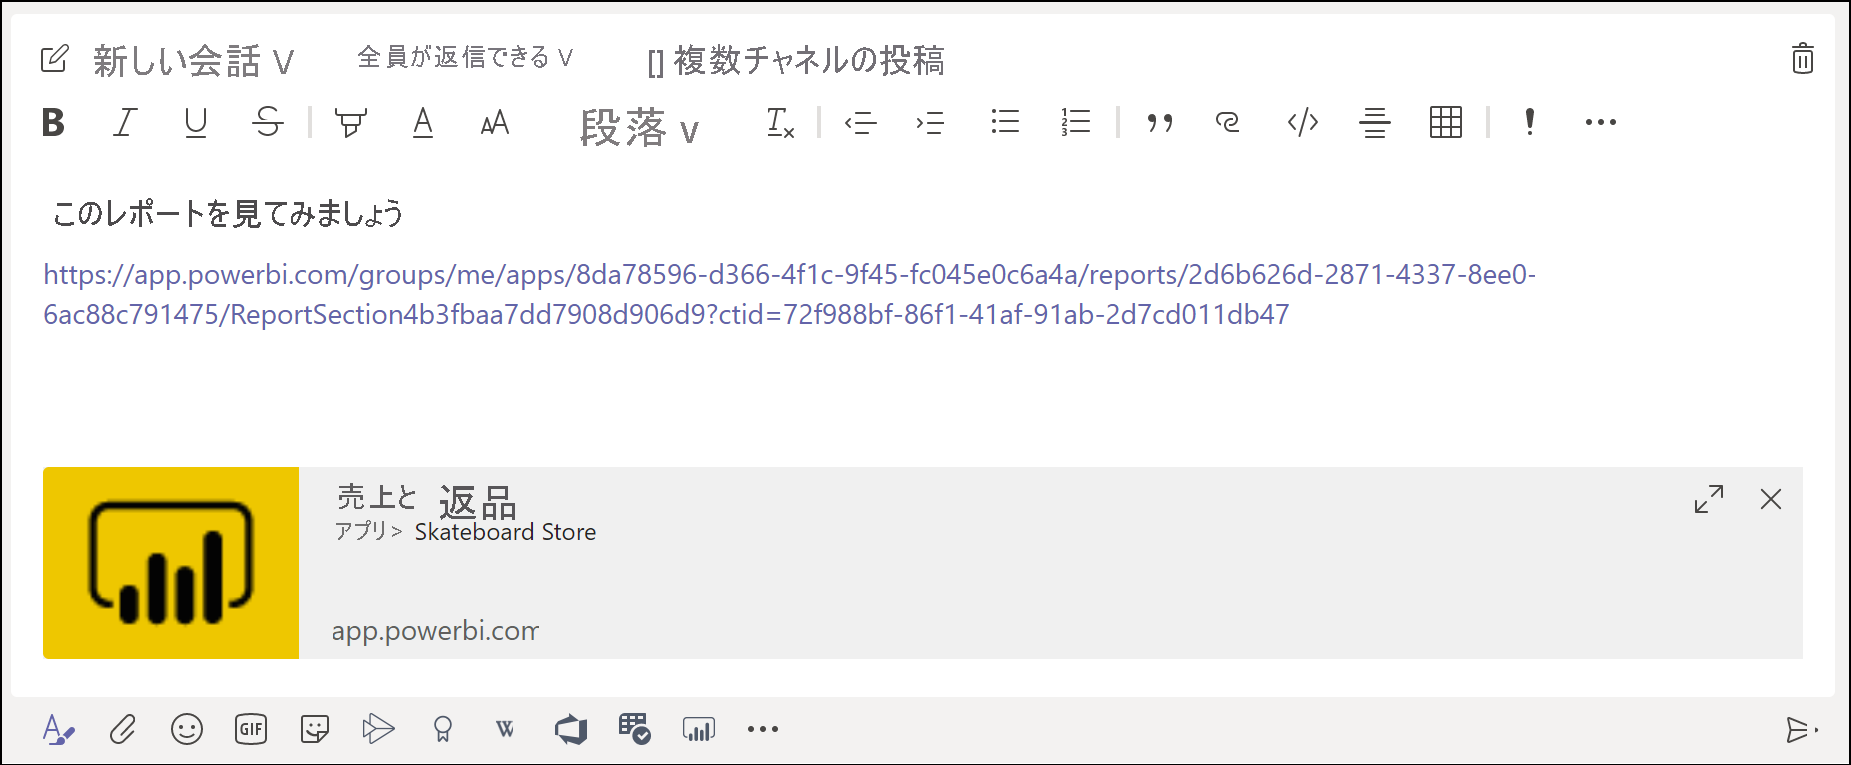 新しい会話 V 全員が返信できる V [] 複数チャネルの投稿
B I U S A AA 段落 V Tx
このレポートを見てみましょう
https://app.powerbi.com/groups/me/apps/8da78596-d366-4f1c-9f45-fc045e0c6a4a/reports/2d6b626d-2871-4337-8ee0-
6ac88c791475/ReportSection4b3fbaa7dd7908d906d9?ctid=72f988bf-86f1-41af-91ab-2d7cd011db47
売上と 返品
アプリ > Skateboard Store
app.powerbi.com
GIF W